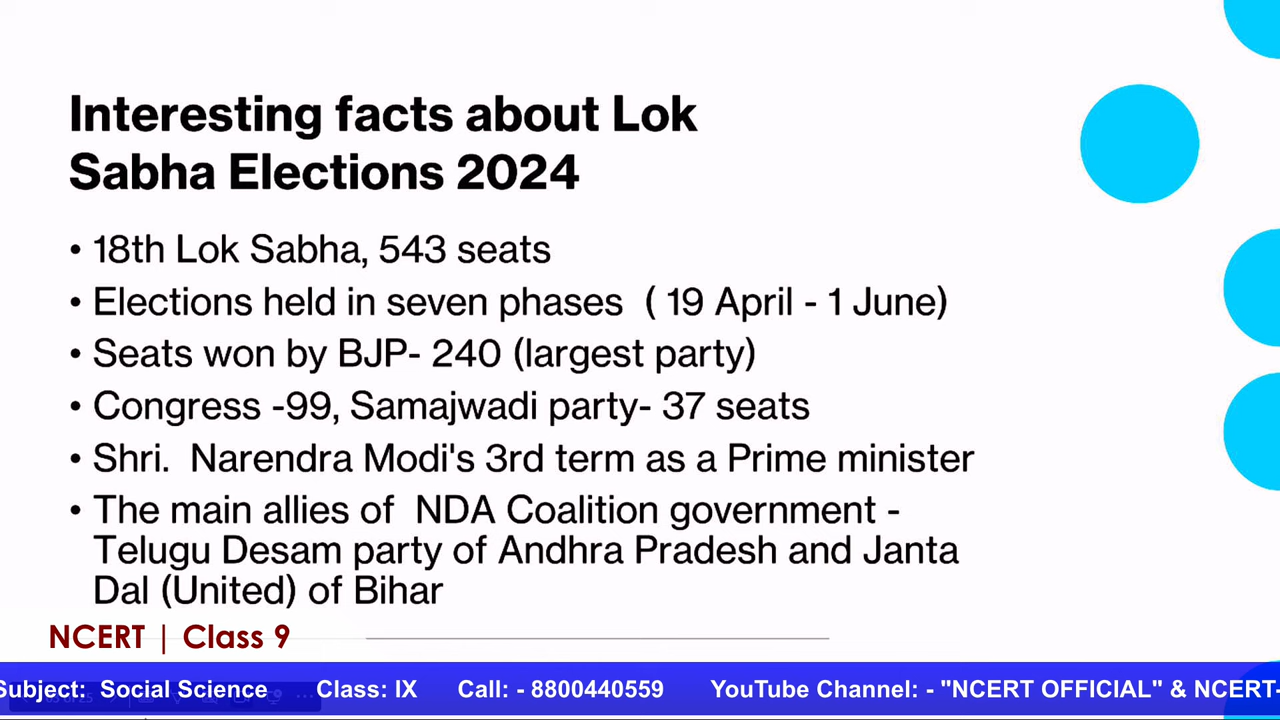 Interesting facts about Lok
Sabha Elections 2024
• 18th Lok Sabha, 543 seats
• Elections held in seven phases ( 19 April - 1 June)
• Seats won by BJP- 240 (largest party)
• Congress -99, Samajwadi party- 37 seats
• Shri. Narendra Modi's 3rd term as a Prime minister
• The main allies of NDA Coalition government -
Telugu Desam party of Andhra Pradesh and Janta
Dal (United) of Bihar
NCERT | Class 9
Subject: Social Science Class: IX Call: - 8800440559 YouTube Channel: - "NCERT OFFICIAL" & NCERT-